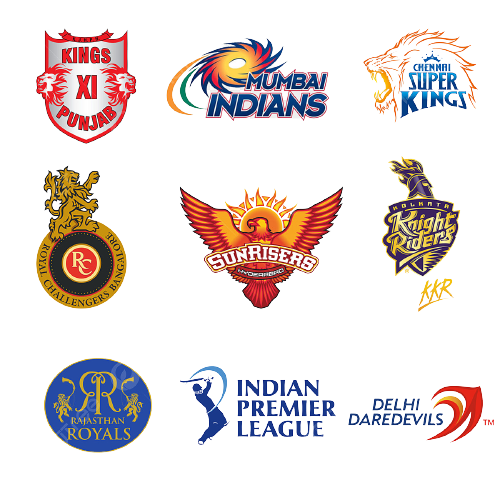 KINGS
XI
PUNJAB
MUMBAI
INDIANS
CHENNAI
SUPER
KINGS
RC
ROYAL CHALLENGERS BANGALORE
SUNRISERS
HYDERABAD
KOLKATA
Knight
Riders
KKR
RR
RAJASTHAN
ROYALS
INDIAN
PREMIER
LEAGUE
DELHI
DAREDEVILS
TM